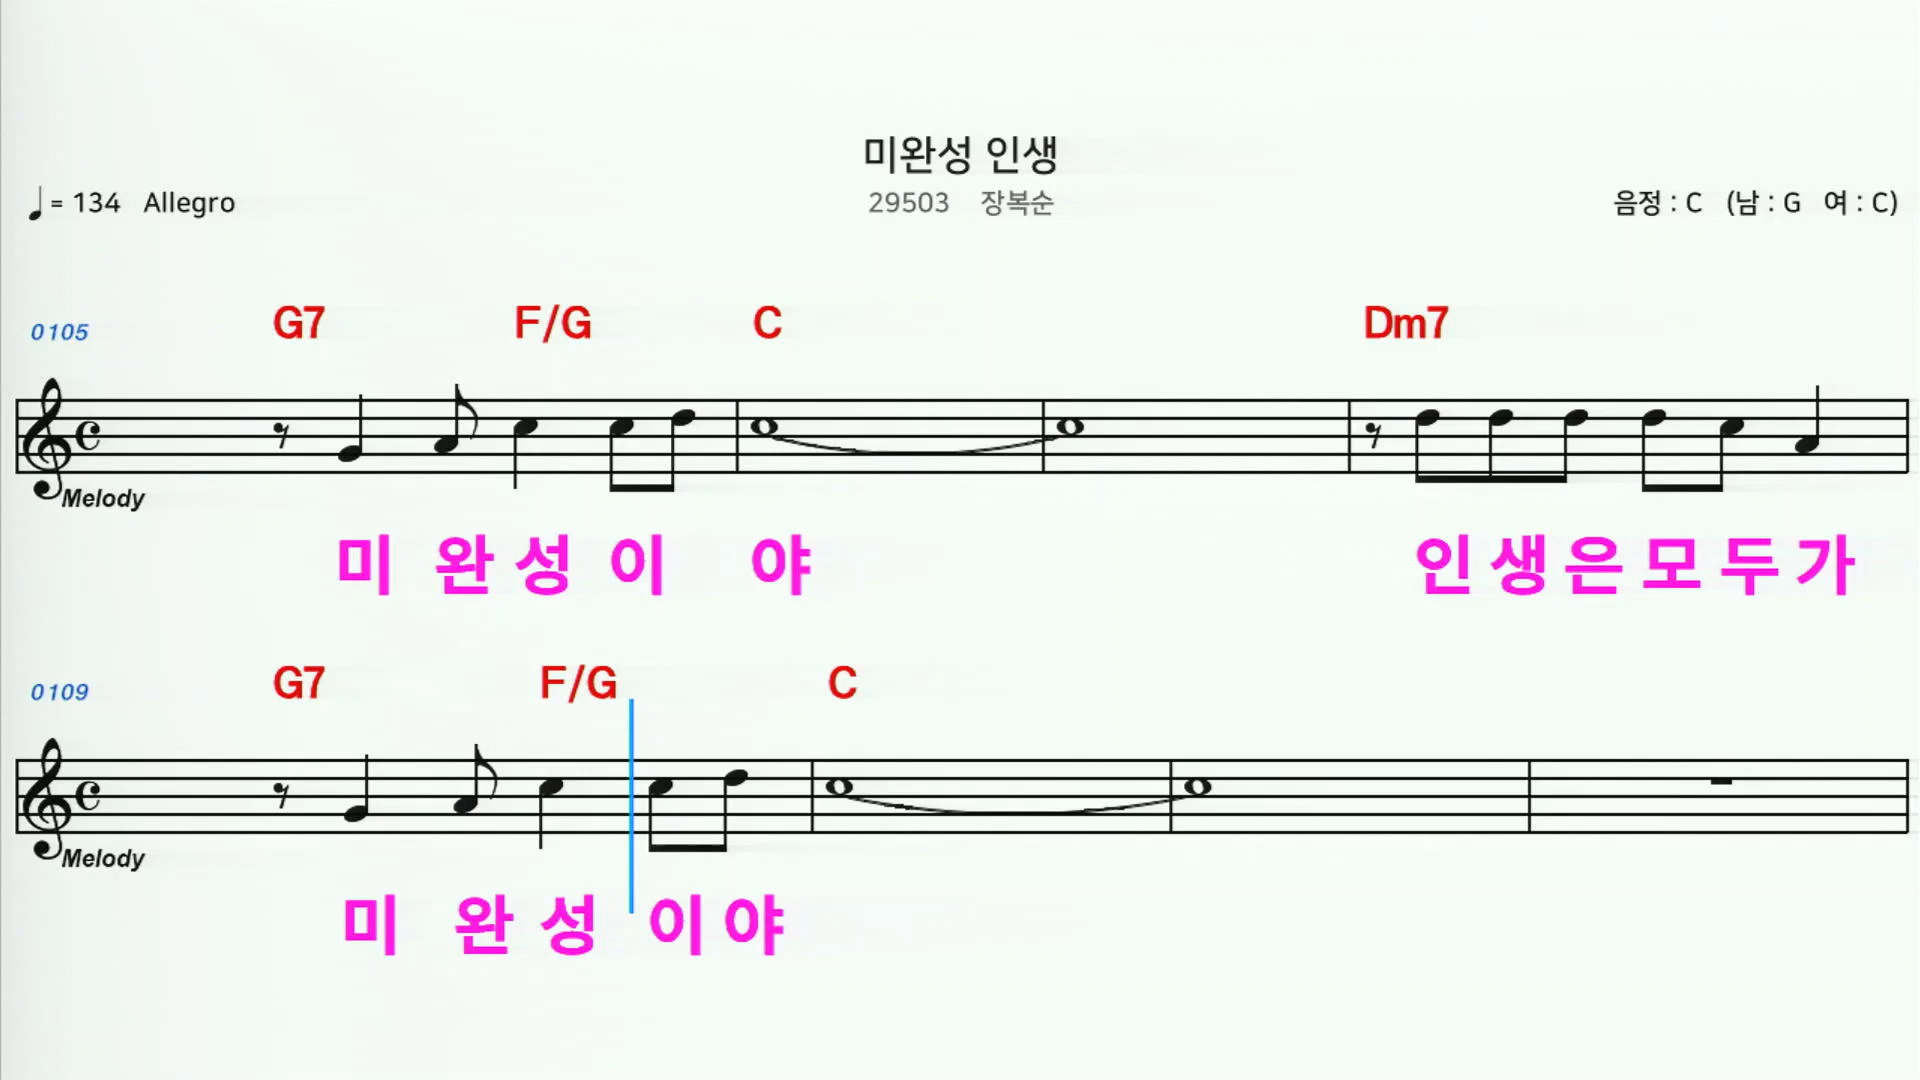 미완성 인생
♩= 134 Allegro
29503 장복순
음정 : C (남 : G 여 : C)
0105 G7 F/G C Dm7
Melody
미 완 성 이 야 인 생 은 모 두 가
0109 G7 F/G C
Melody
미 완 성 이 야